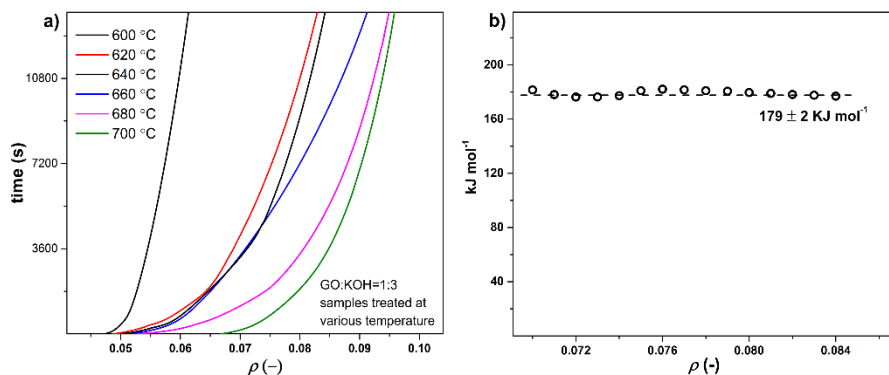 a)
600 °C
620 °C
640 °C
660 °C
680 °C
700 °C
10800
7200
3600
time (s)
GO:KOH=1:3
samples treated at
various temperature
0.05 0.06 0.07 0.08 0.09 0.10
ρ (–)
b)
200
160
120
80
40
kJ mol⁻¹
179 ± 2 KJ mol⁻¹
0.072 0.076 0.080 0.084
ρ (-)